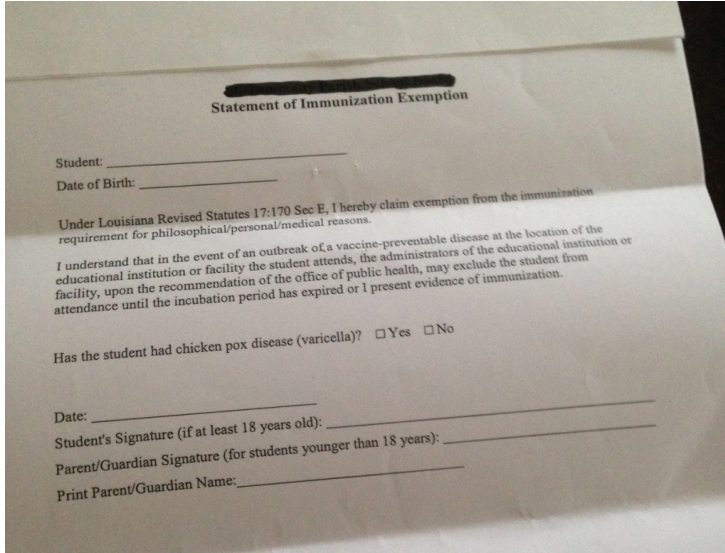 Statement of Immunization Exemption
Student:
Date of Birth:
Under Louisiana Revised Statutes 17:170 Sec E, I hereby claim exemption from the immunization
requirement for philosophical/personal/medical reasons.
I understand that in the event of an outbreak of a vaccine-preventable disease at the location of the
educational institution or facility the student attends, the administrators of the educational institution or
facility, upon the recommendation of the office of public health, may exclude the student from
attendance until the incubation period has expired or I present evidence of immunization.
Has the student had chicken pox disease (varicella)? ☐ Yes ☐ No
Date:
Student's Signature (if at least 18 years old):
Parent/Guardian Signature (for students younger than 18 years):
Print Parent/Guardian Name: